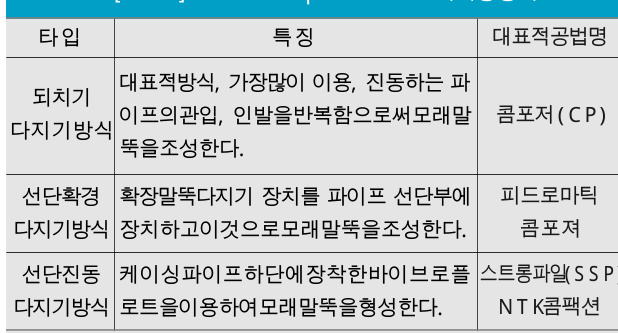 타입 특징 대표적공법명
되치기
다지기방식
대표적방식, 가장많이 이용, 진동하는 파
이프의관입, 인발을반복함으로써모래말
뚝을조성한다.
콤포저(CP)
선단확경
다지기방식
확장말뚝다지기 장치를 파이프 선단부에
장치하고이것으로모래말뚝을조성한다.
피드로마틱
콤포져
선단진동
다지기방식
케이싱파이프하단에장착한바이브로플
로트을이용하여모래말뚝을형성한다.
스트롱파일(SSP)
NTK콤팩션